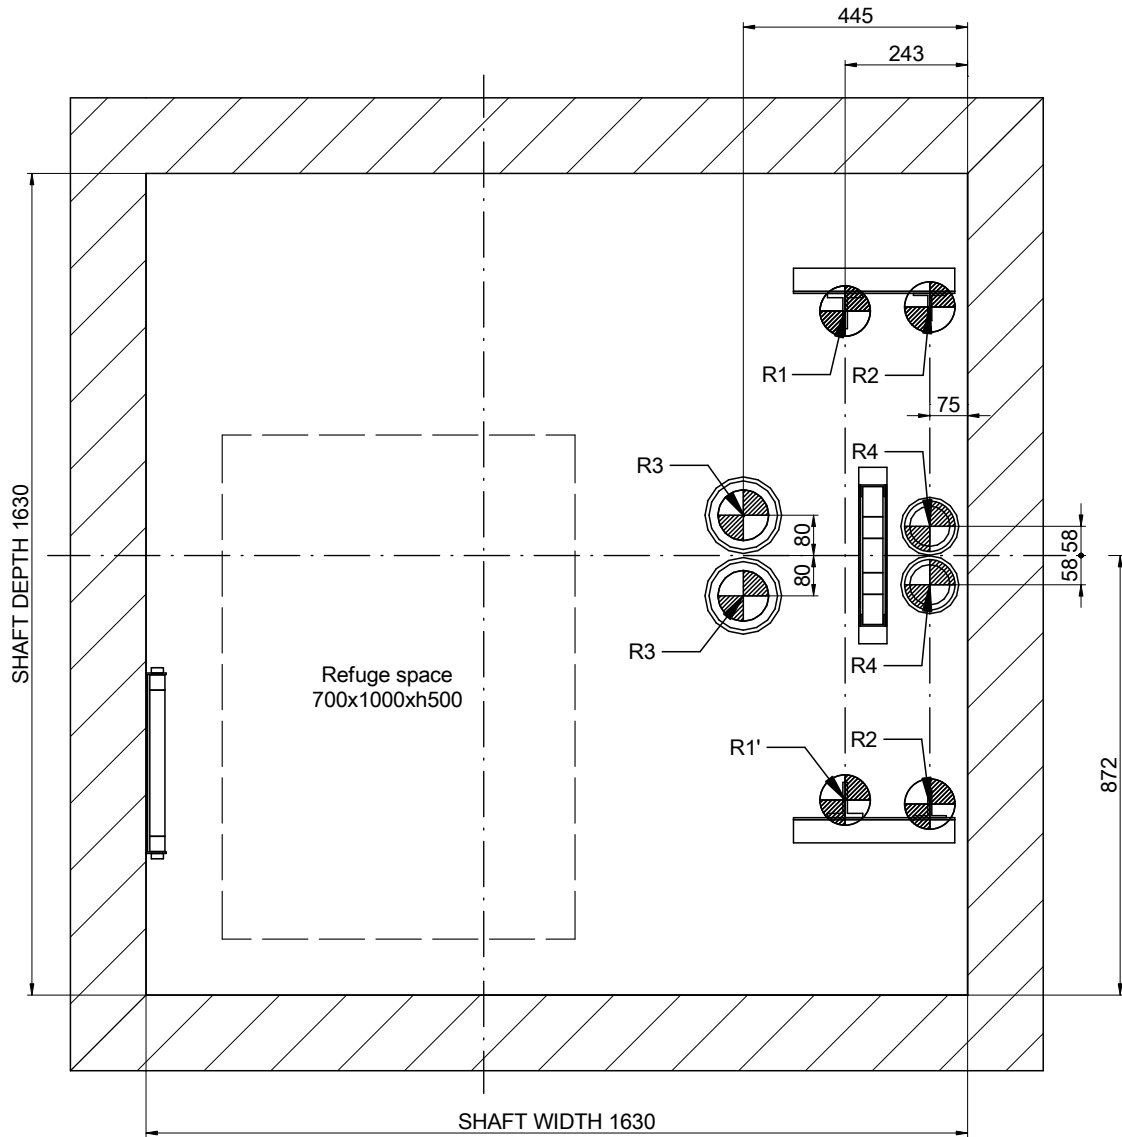 445
243
R1
R2
75
R3
R4
80
58
80
58
SHAFT DEPTH 1630
R3
R4
Refuge space
700x1000xh500
R1'
R2
872
SHAFT WIDTH 1630